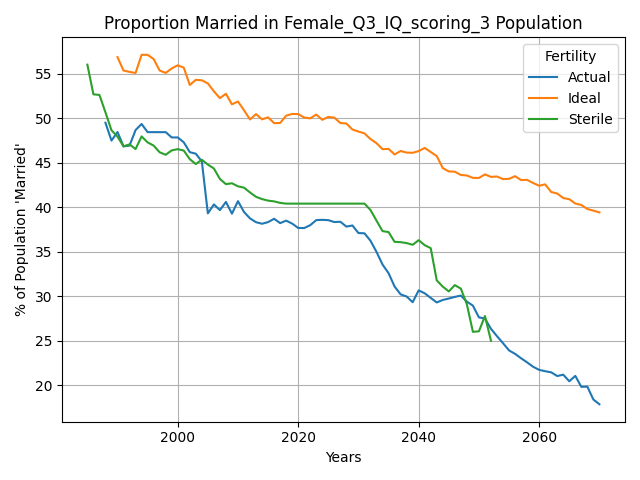 Proportion Married in Female_Q3_IQ_scoring_3 Population
Fertility
Actual
Ideal
Sterile
% of Population 'Married'
55
50
45
40
35
30
25
20
2000
2020
2040
2060
Years